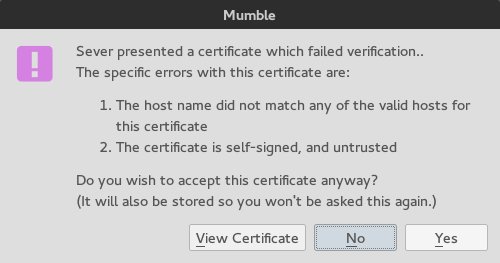 Mumble
Sever presented a certificate which failed verification..
The specific errors with this certificate are:
1. The host name did not match any of the valid hosts for
this certificate
2. The certificate is self-signed, and untrusted
Do you wish to accept this certificate anyway?
(It will also be stored so you won't be asked this again.)
View Certificate
No
Yes